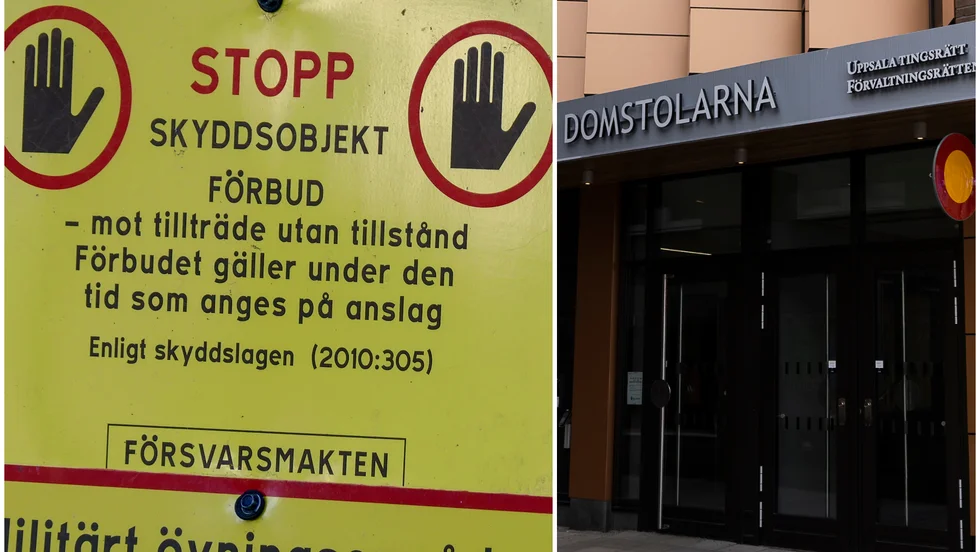 STOPP
SKYDDSOBJEKT
FÖRBUD
– mot tillträde utan tillstånd
Förbudet gäller under den
tid som anges på anslag
Enligt skyddslagen (2010:305)
FÖRSVARSMAKTEN
Militärt
DOMSTOLARNA
UPPSALA TINGSRÄTT
FÖRVALTNINGSRÄTTEN